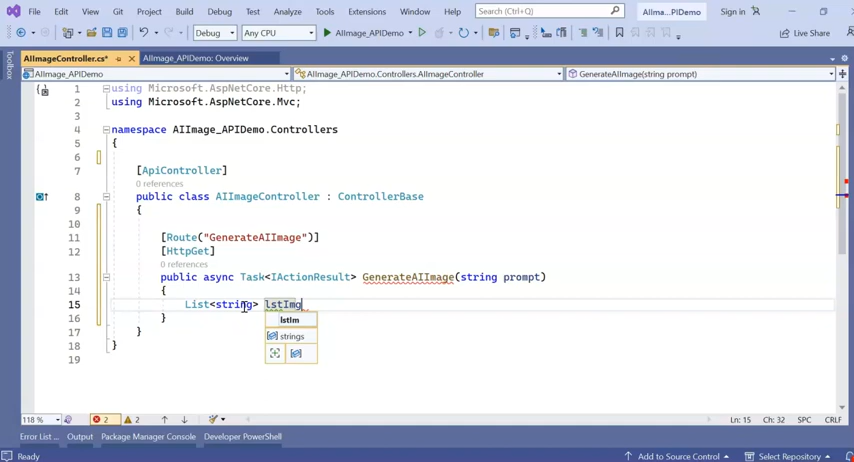 File Edit View Git Project Build Debug Test Analyze Tools Extensions Window Help Search (Ctrl+Q) AIIma...PIDemo Sign in
Debug Any CPU AIImage_APIDemo Live Share
Toolbox
AIImageController.cs* AIImage_APIDemo: Overview
AIImage_APIDemo AIImage_APIDemo.Controllers.AIImageController GenerateAIImage(string prompt)
1 using Microsoft.AspNetCore.Http;
2 using Microsoft.AspNetCore.Mvc;
3
4 namespace AIImage_APIDemo.Controllers
5 {
6
7 [ApiController]
0 references
8 public class AIImageController : ControllerBase
9 {
10
11 [Route("GenerateAIImage")]
12 [HttpGet]
0 references
13 public async Task<IActionResult> GenerateAIImage(string prompt)
14 {
15 List<string> lstImg
16 }
lstIm
17 }
strings
18 }
19
118 % 2 2 Ln: 15 Ch: 32 SPC CRLF
Error List ... Output Package Manager Console Developer PowerShell
Ready Add to Source Control Select Repository